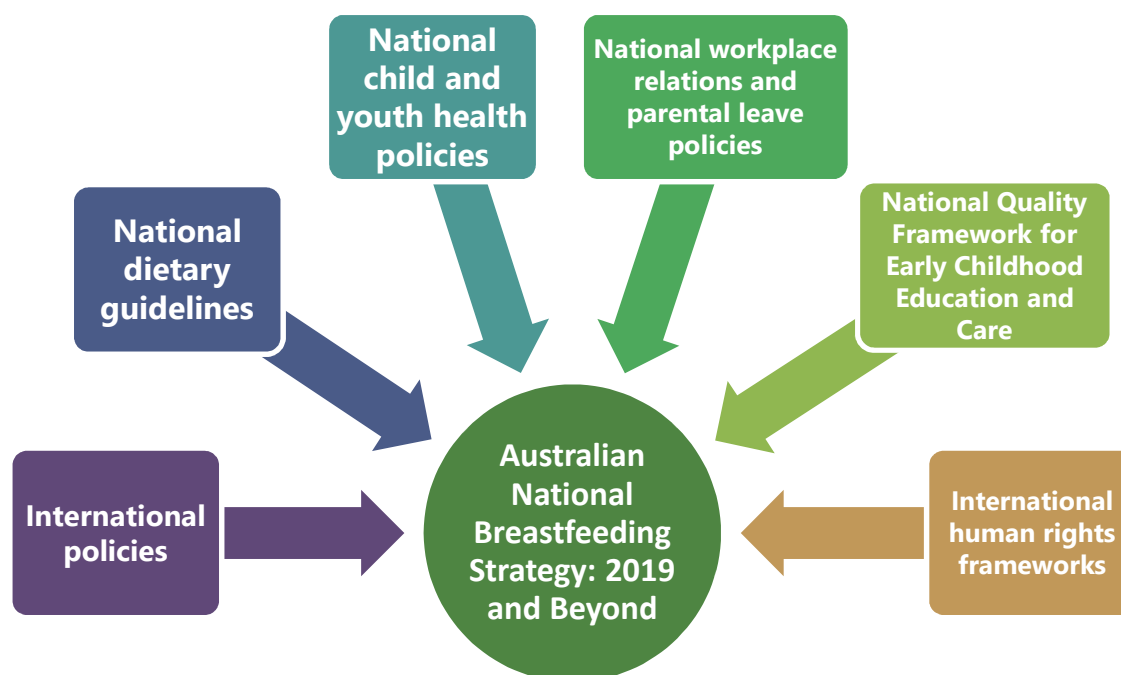 National
child and
youth health
policies
National workplace
relations and
parental leave
policies
National
dietary
guidelines
National Quality
Framework for
Early Childhood
Education and
Care
International
policies
Australian
National
Breastfeeding
Strategy: 2019
and Beyond
International
human rights
frameworks